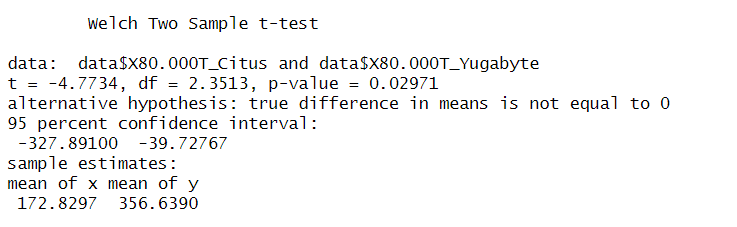 Welch Two Sample t-test
data:  data$X80.000T_Citus and data$X80.000T_Yugabyte
t = -4.7734, df = 2.3513, p-value = 0.02971
alternative hypothesis: true difference in means is not equal to 0
95 percent confidence interval:
 -327.89100  -39.72767
sample estimates:
mean of x mean of y
 172.8297  356.6390